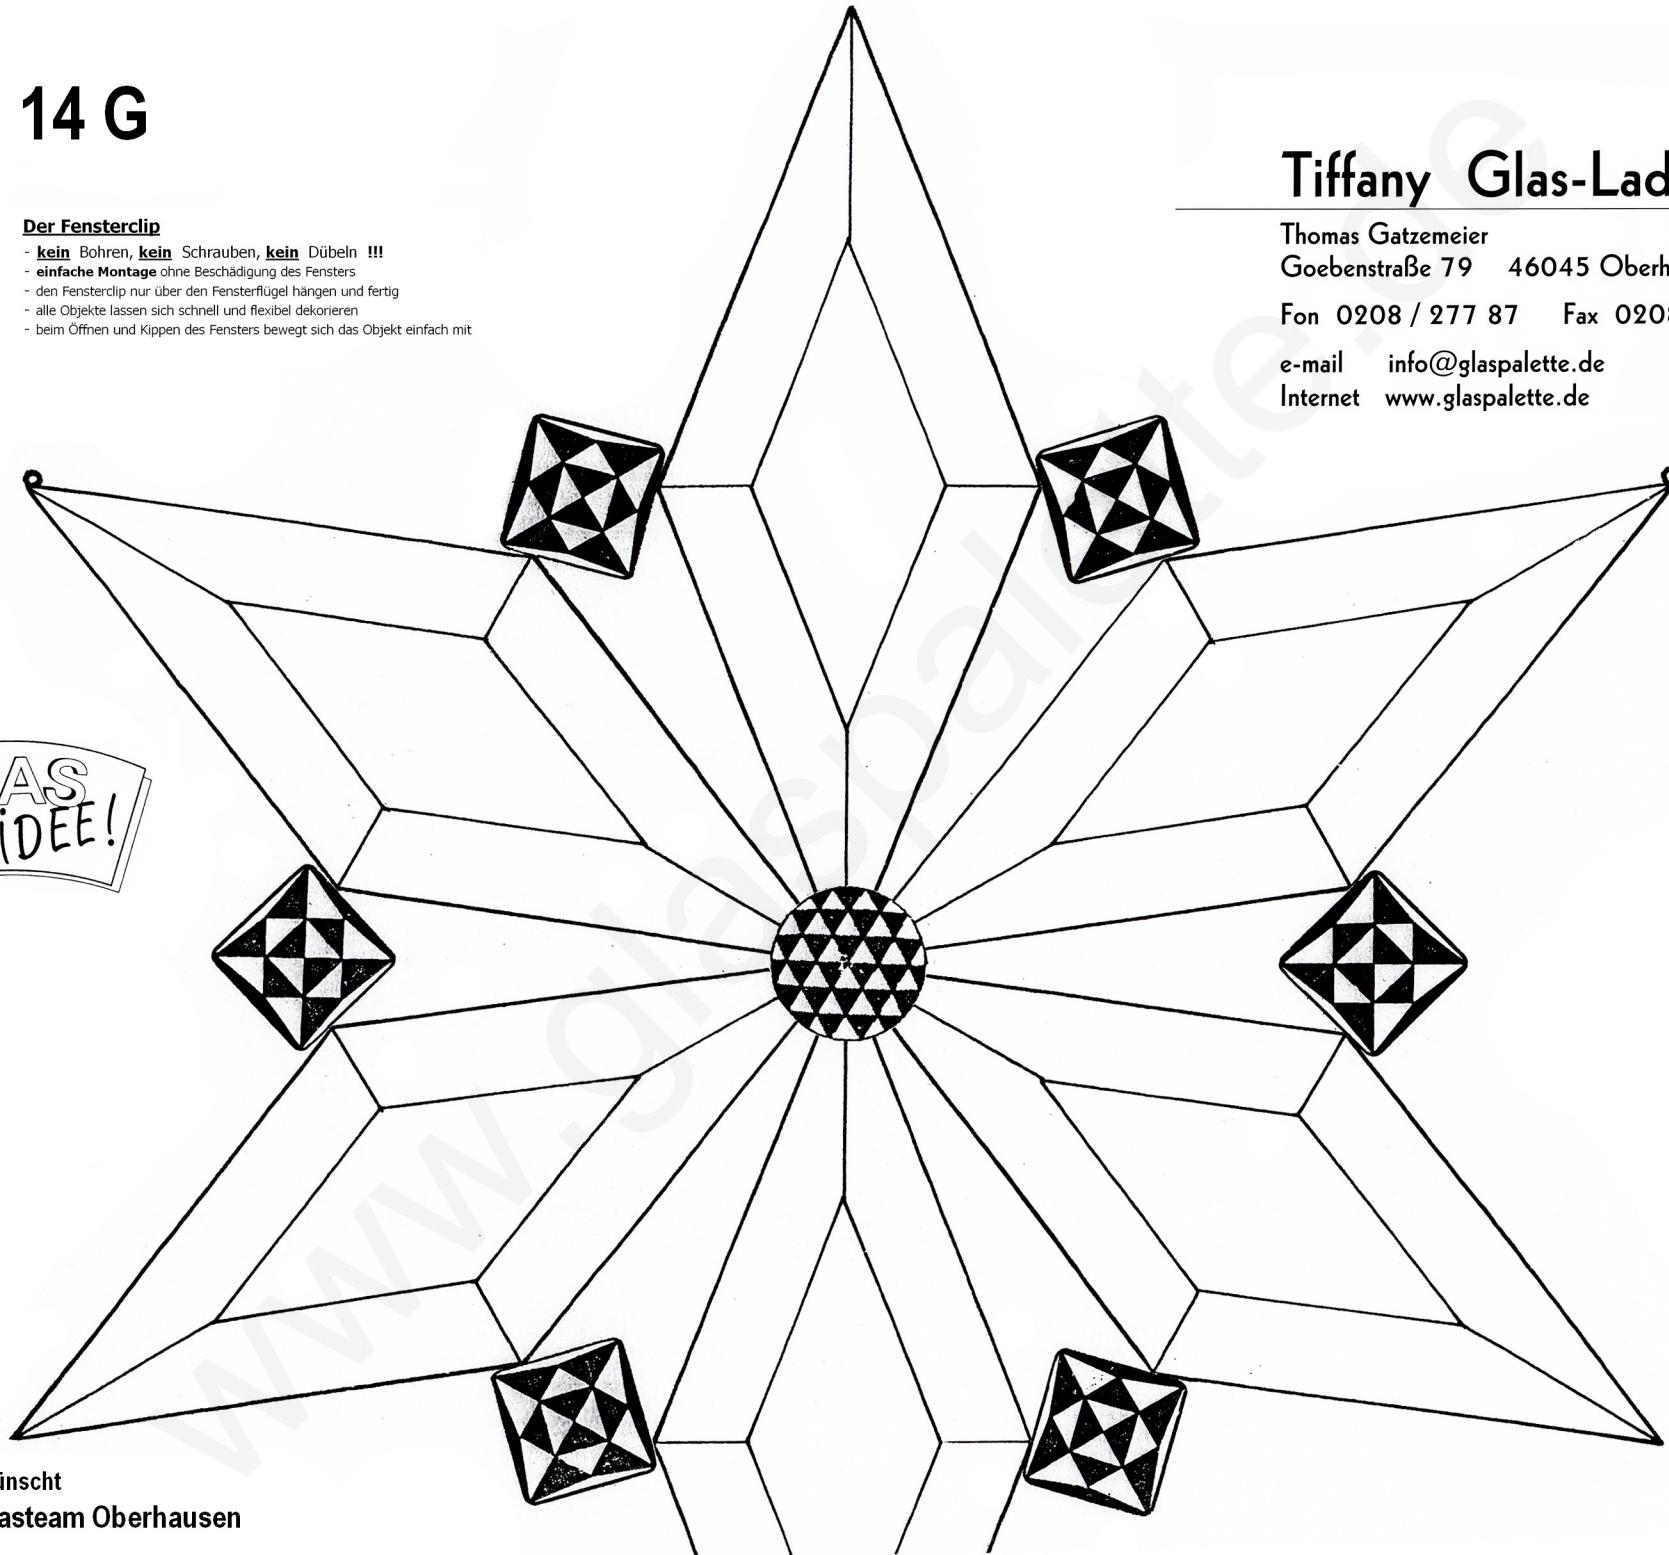 14 G
Der Fensterclip
- kein Bohren, kein Schrauben, kein Dübeln !!!
- einfache Montage ohne Beschädigung des Fensters
- den Fensterclip nur über den Fensterflügel hängen und fertig
- alle Objekte lassen sich schnell und flexibel dekorieren
- beim Öffnen und Kippen des Fensters bewegt sich das Objekt einfach mit
Tiffany Glas-Lad
Thomas Gatzemeier
Goebenstraße 79 46045 Oberh
Fon 0208 / 277 87 Fax 0208
e-mail info@glaspalette.de
Internet www.glaspalette.de
AS
iDEE!
www.glaspalette.de
ünscht
asteam Oberhausen